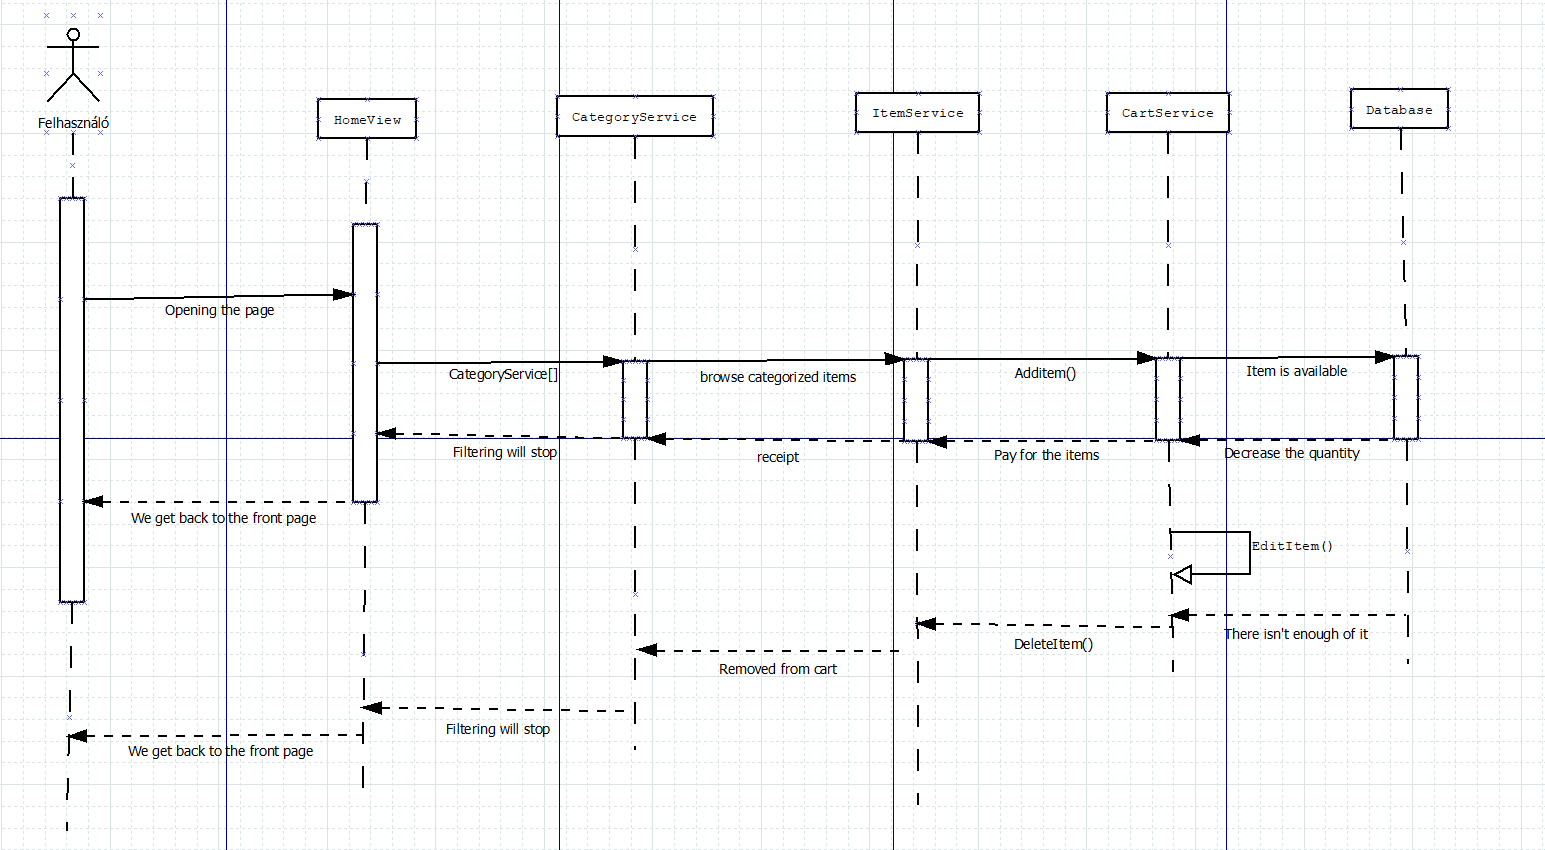 Felhasználó
HomeView
CategoryService
ItemService
CartService
Database
Opening the page
CategoryService[]
browse categorized items
Additem()
Item is available
Filtering will stop
receipt
Pay for the items
Decrease the quantity
We get back to the front page
EditItem()
There isn't enough of it
DeleteItem()
Removed from cart
Filtering will stop
We get back to the front page